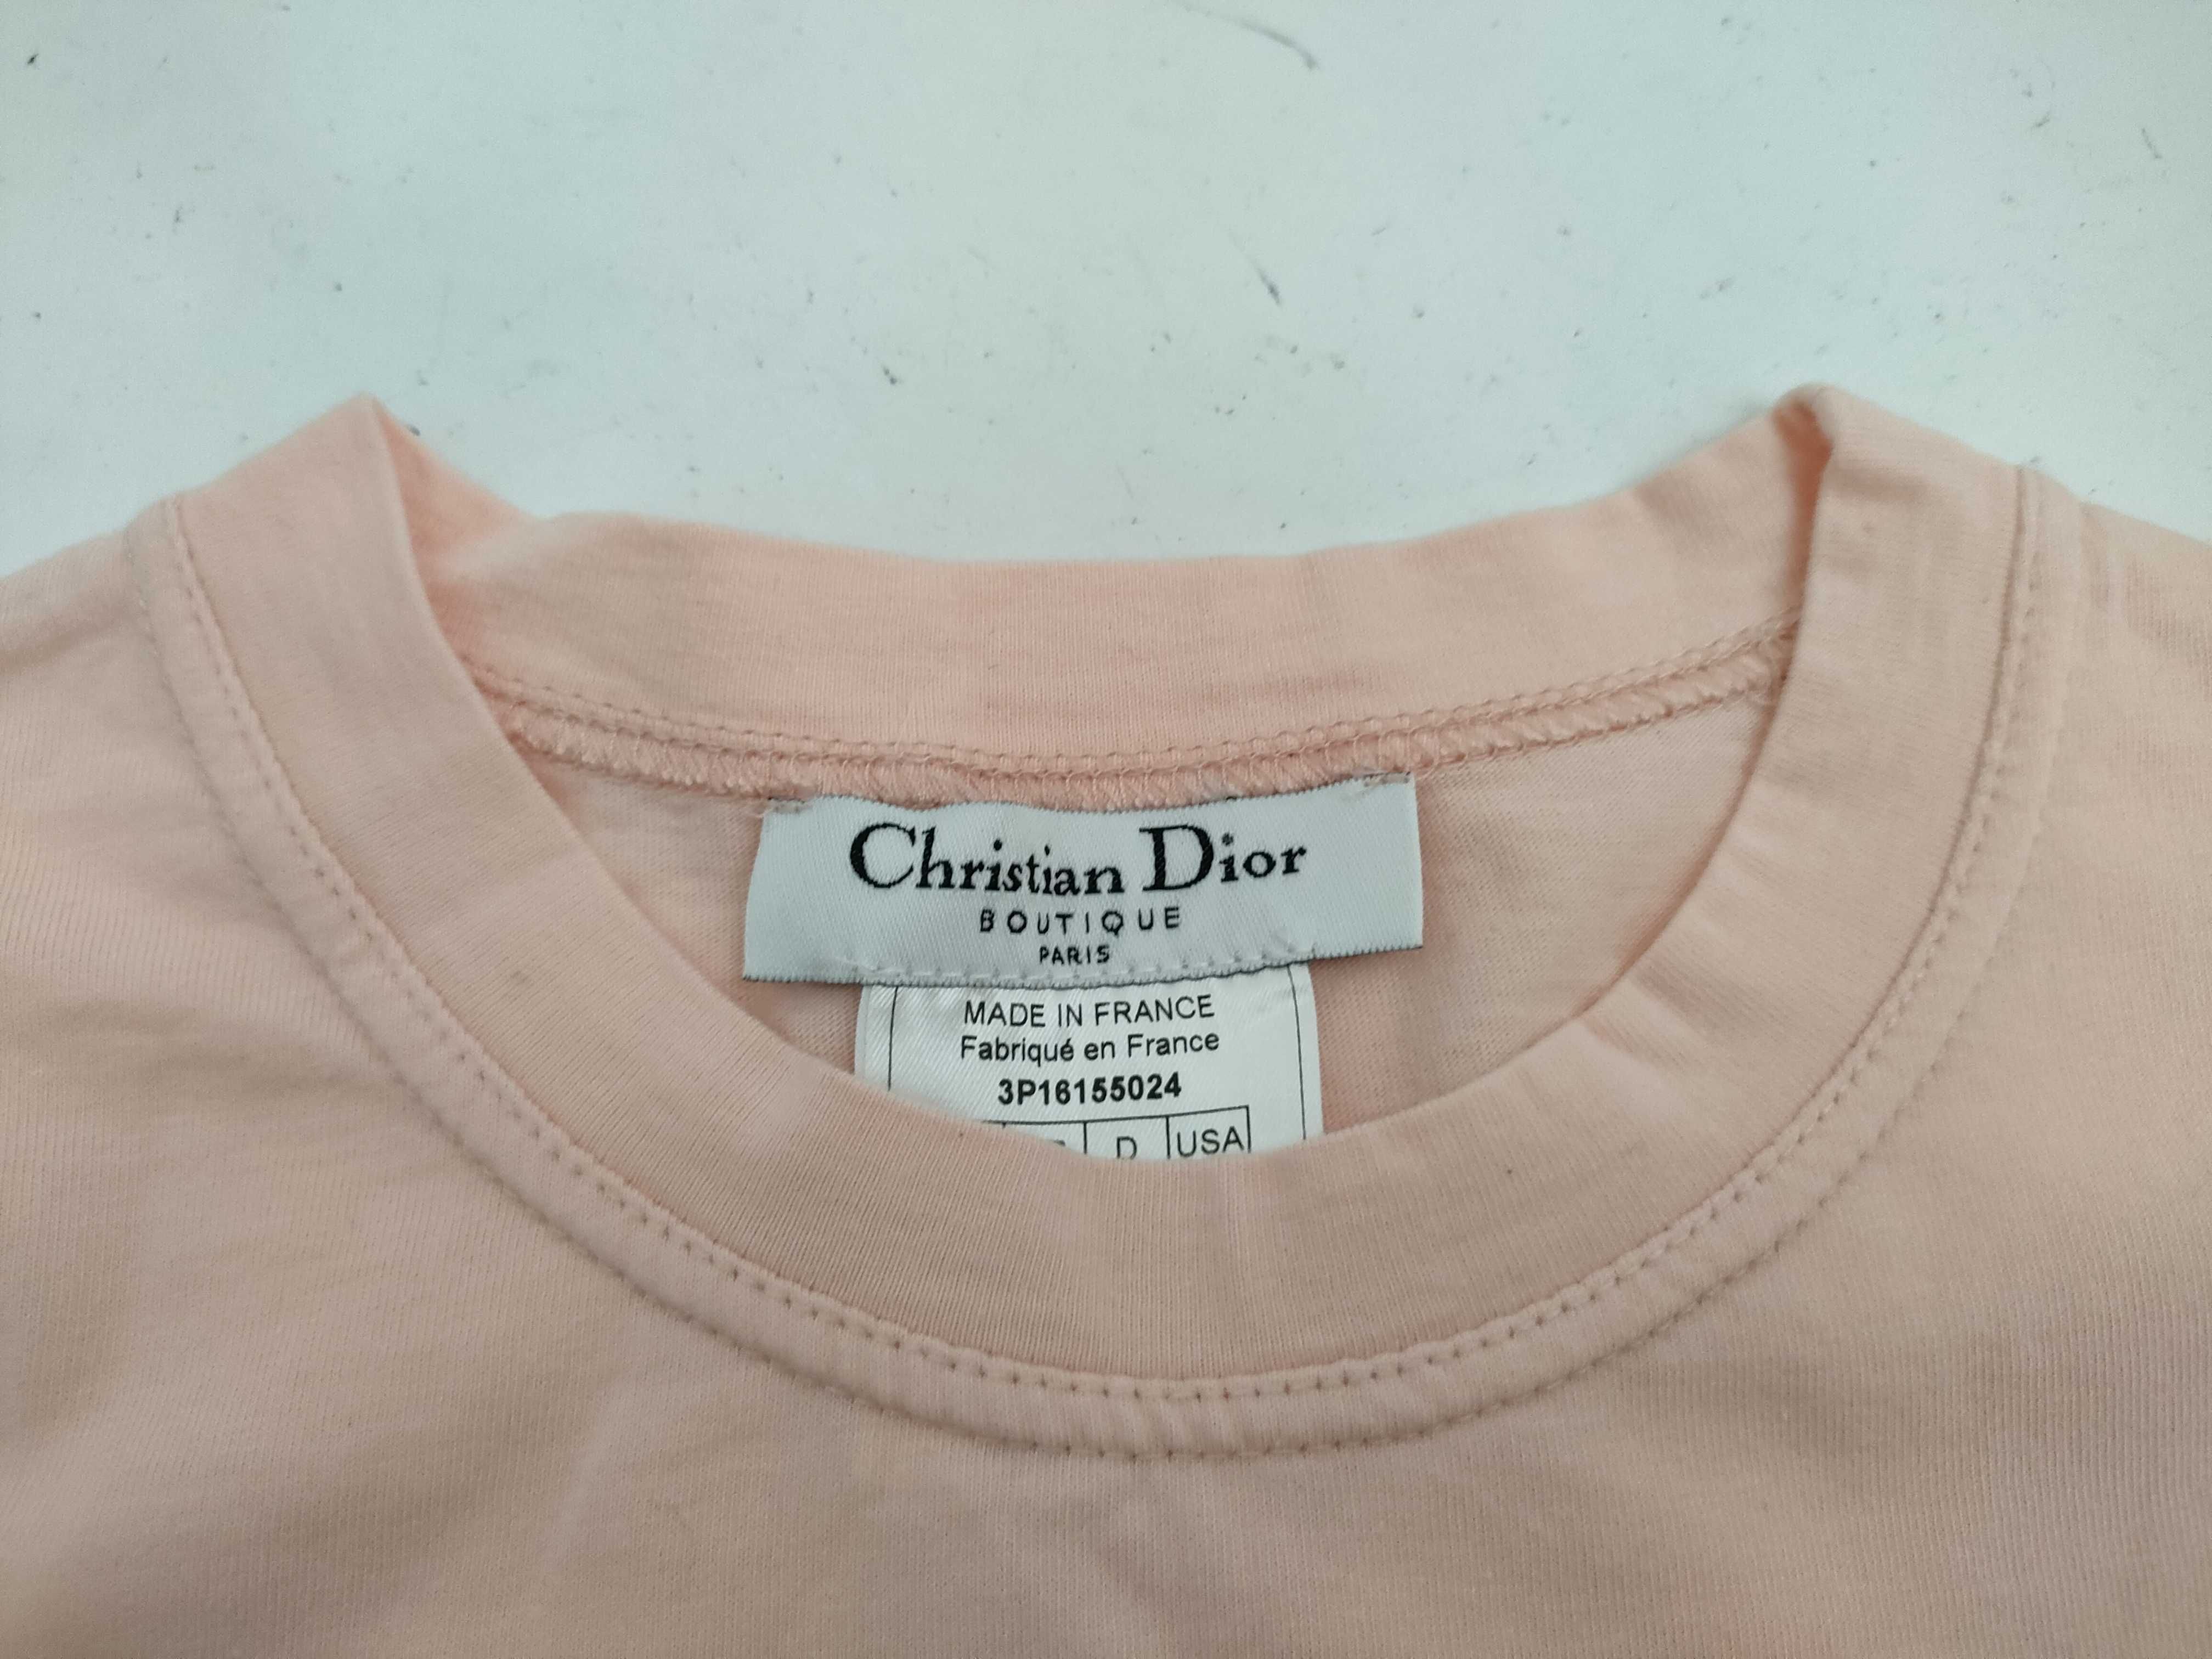 Christian Dior
BOUTIQUE
PARIS
MADE IN FRANCE
Fabriqué en France
3P16155024
D USA